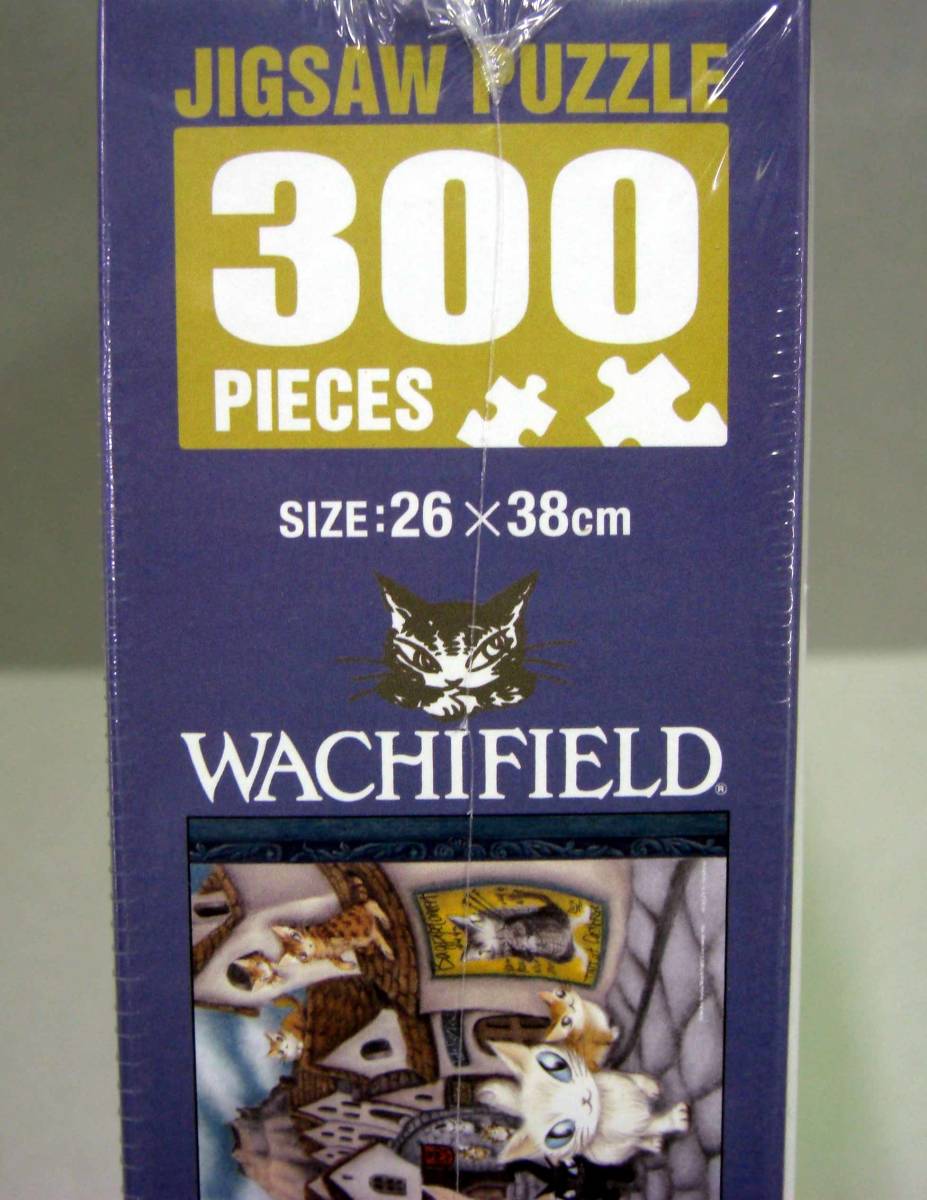 JIGSAW PUZZLE
300
PIECES
SIZE:26×38cm
WACHIFIELD®